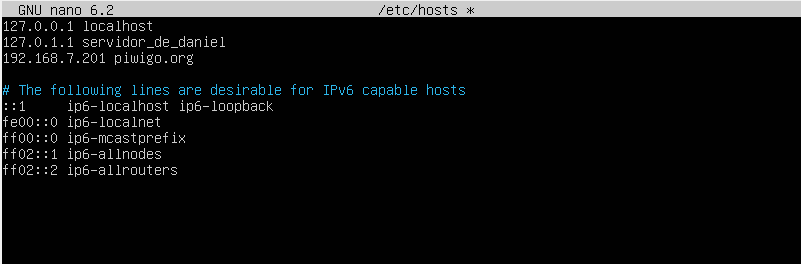 GNU nano 6.2 /etc/hosts *
127.0.0.1 localhost
127.0.1.1 servidor_de_daniel
192.168.7.201 piwigo.org
# The following lines are desirable for IPv6 capable hosts
::1 ip6-localhost ip6-loopback
fe00::0 ip6-localnet
ff00::0 ip6-mcastprefix
ff02::1 ip6-allnodes
ff02::2 ip6-allrouters